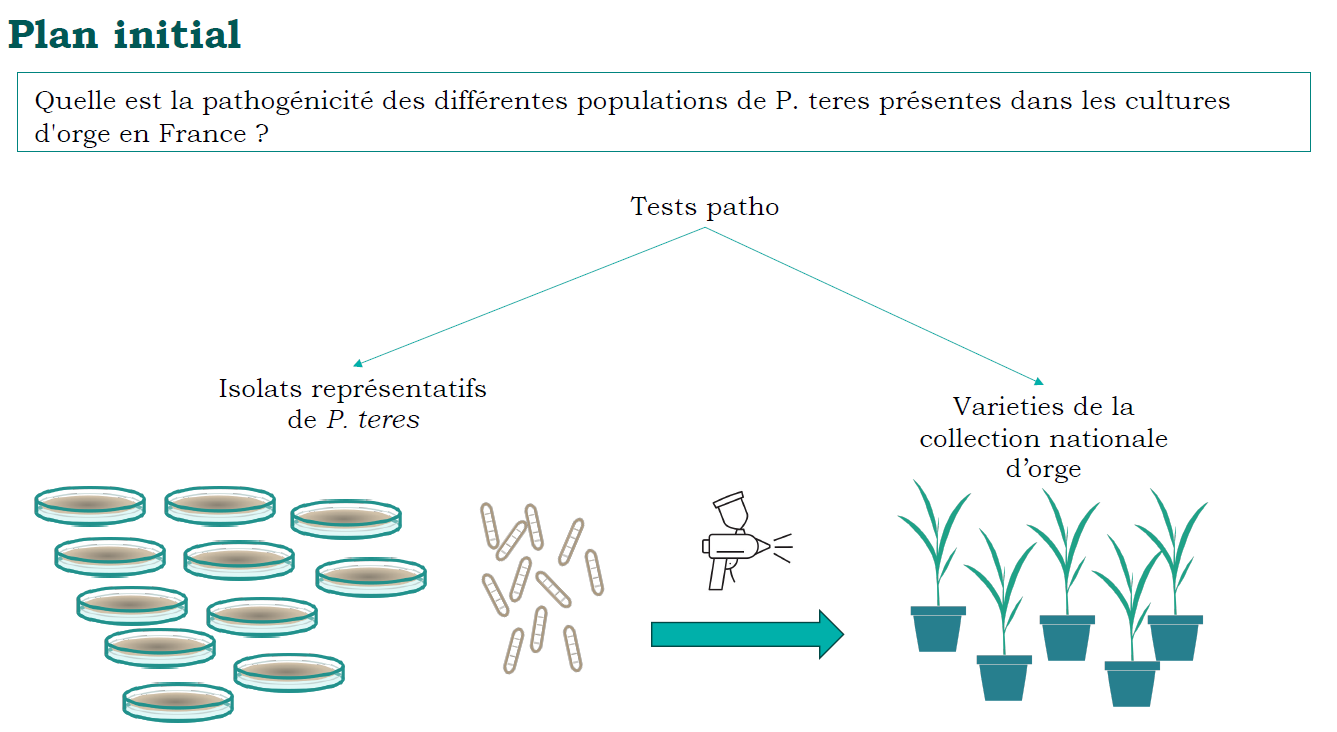 Plan initial
Quelle est la pathogénicité des différentes populations de P. teres présentes dans les cultures
d'orge en France ?
Tests patho
Isolats représentatifs
de P. teres
Varieties de la
collection nationale
d’orge